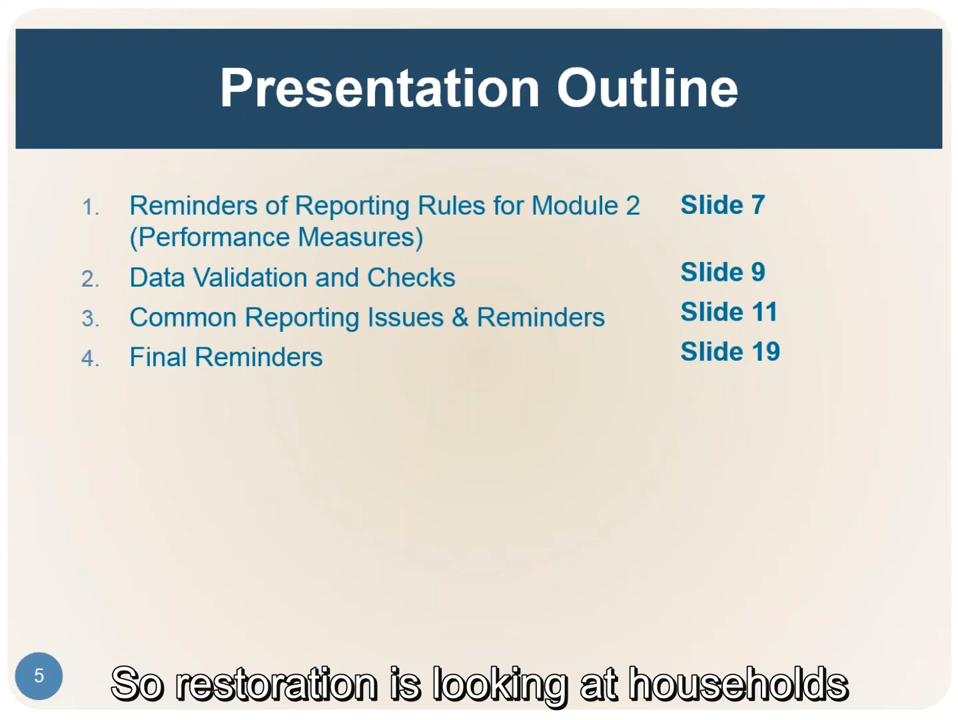 Presentation Outline
1. Reminders of Reporting Rules for Module 2 Slide 7
(Performance Measures)
2. Data Validation and Checks Slide 9
3. Common Reporting Issues & Reminders Slide 11
4. Final Reminders Slide 19
5
So restoration is looking at households